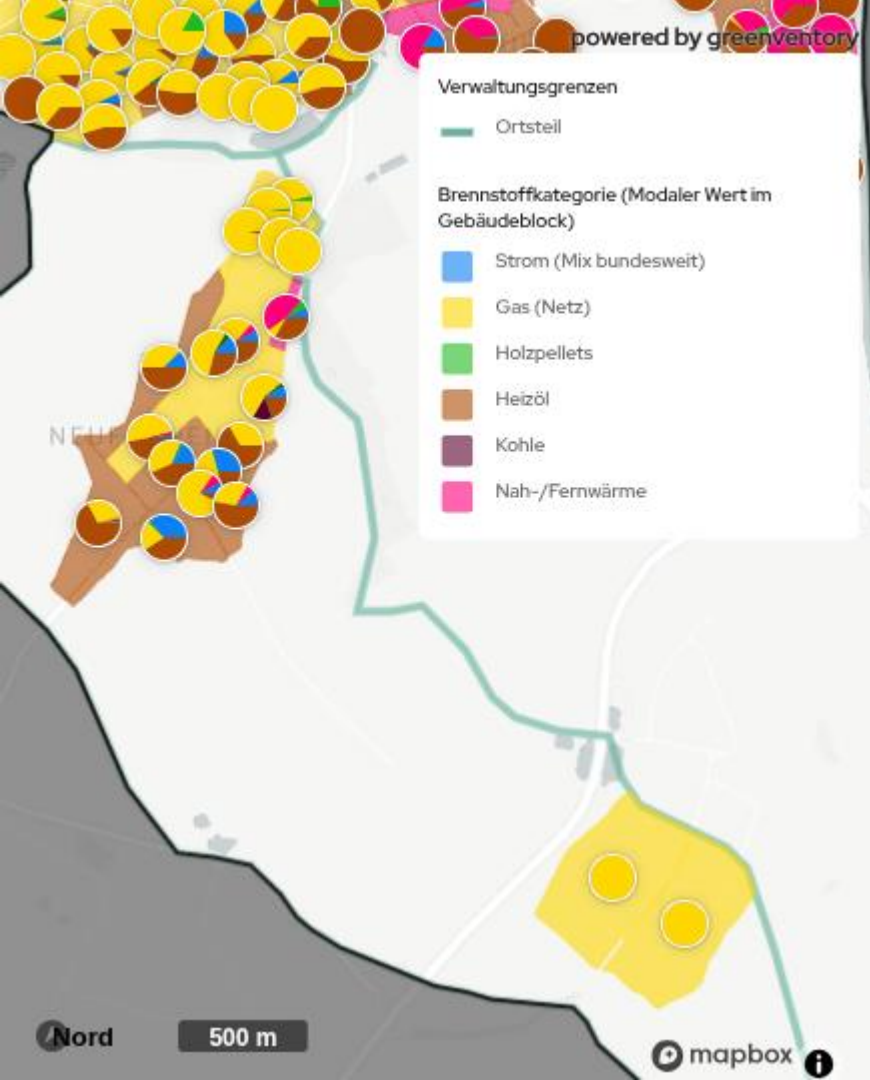 powered by greenventory
Verwaltungsgrenzen
Ortsteil
Brennstoffkategorie (Modaler Wert im
Gebäudeblock)
Strom (Mix bundesweit)
Gas (Netz)
Holzpellets
Heizöl
Kohle
Nah-/Fernwärme
Nord
500 m
mapbox
i